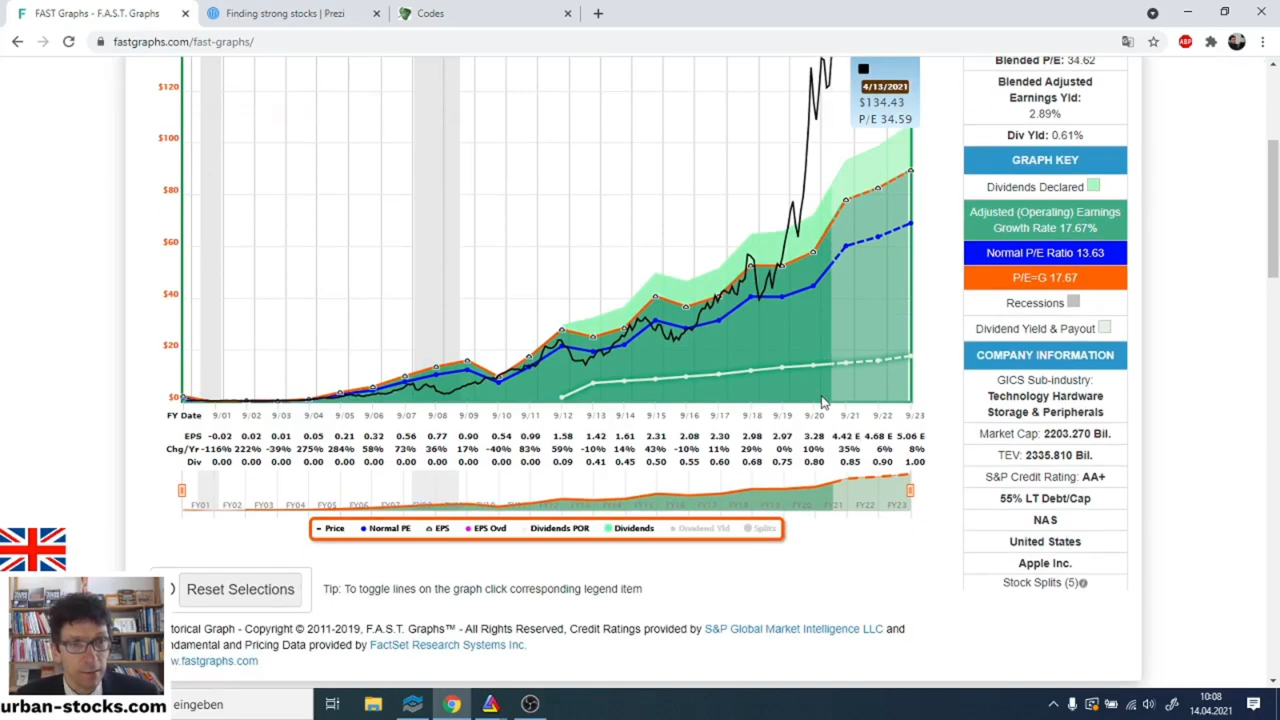 FAST Graphs - F.A.S.T. Graphs
Finding strong stocks | Prezi
Codes
fastgraphs.com/fast-graphs/
ABP
$120
$100
$80
$60
$40
$20
$0
4/13/2021
$134.43
P/E 34.59
FY Date 9/01 9/02 9/03 9/04 9/05 9/06 9/07 9/08 9/09 9/10 9/11 9/12 9/13 9/14 9/15 9/16 9/17 9/18 9/19 9/20 9/21 9/22 9/23
EPS -0.02 0.02 0.01 0.05 0.21 0.32 0.56 0.77 0.90 0.54 0.99 1.58 1.42 1.61 2.31 2.08 2.30 2.98 2.97 3.28 4.42 E 4.68 E 5.06 E
Chg/Yr -116% 222% -39% 275% 284% 58% 73% 36% 17% -40% 83% 59% -10% 14% 43% -10% 11% 29% 0% 10% 35% 6% 8%
Div 0.00 0.00 0.00 0.00 0.00 0.00 0.00 0.00 0.00 0.00 0.00 0.09 0.41 0.45 0.50 0.55 0.60 0.68 0.75 0.80 0.85 0.90 1.00
FY01 FY02 FY03 FY04 FY05 FY06 FY07 FY08 FY11 FY12 FY13 FY14 FY15 FY16 FY17 FY18 FY19 FY20 FY21 FY22 FY23
Price Normal PE EPS EPS Ovd Dividends POR Dividends Dividend Yld Splits
Reset Selections
Tip: To toggle lines on the graph click corresponding legend item
torical Graph - Copyright © 2011-2019, F.A.S.T. Graphs™ - All Rights Reserved, Credit Ratings provided by S&P Global Market Intelligence LLC and
ndamental and Pricing Data provided by FactSet Research Systems Inc.
w.fastgraphs.com
Blended P/E: 34.62
Blended Adjusted
Earnings Yld:
2.89%
Div Yld: 0.61%
GRAPH KEY
Dividends Declared
Adjusted (Operating) Earnings
Growth Rate 17.67%
Normal P/E Ratio 13.63
P/E=G 17.67
Recessions
Dividend Yield & Payout
COMPANY INFORMATION
GICS Sub-industry:
Technology Hardware
Storage & Peripherals
Market Cap: 2203.270 Bil.
TEV: 2335.810 Bil.
S&P Credit Rating: AA+
55% LT Debt/Cap
NAS
United States
Apple Inc.
Stock Splits (5)
urban-stocks.com
eingeben
10:08
14.04.2021